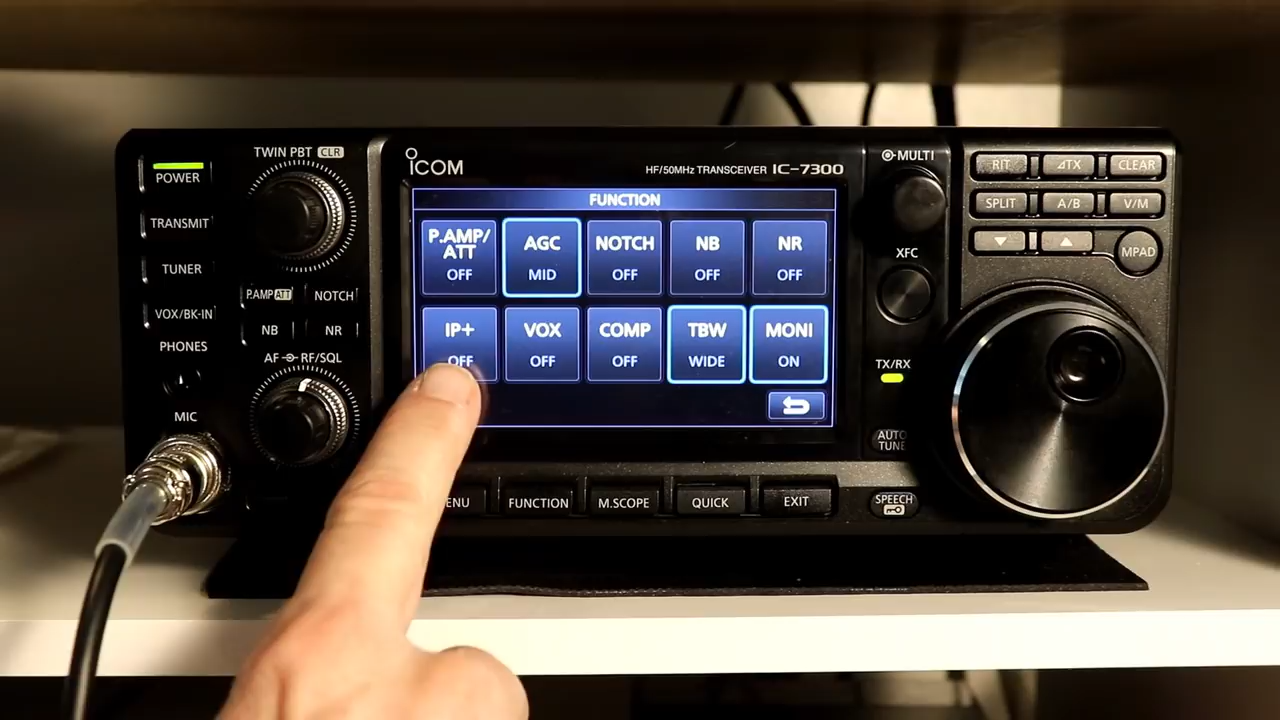 POWER
TRANSMIT
TUNER
VOX/BK-IN
PHONES
MIC
TWIN PBT CLR
P.AMP ATT
NOTCH
NB
NR
AF RF/SQL
ICOM
HF/50MHz TRANSCEIVER IC-7300
FUNCTION
P.AMP/
ATT
OFF
AGC
MID
NOTCH
OFF
NB
OFF
NR
OFF
IP+
OFF
VOX
OFF
COMP
OFF
TBW
WIDE
MONI
ON
ENU
FUNCTION
M.SCOPE
QUICK
EXIT
MULTI
XFC
TX/RX
AUTO
TUNE
SPEECH
RIT
⊿TX
CLEAR
SPLIT
A/B
V/M
MPAD